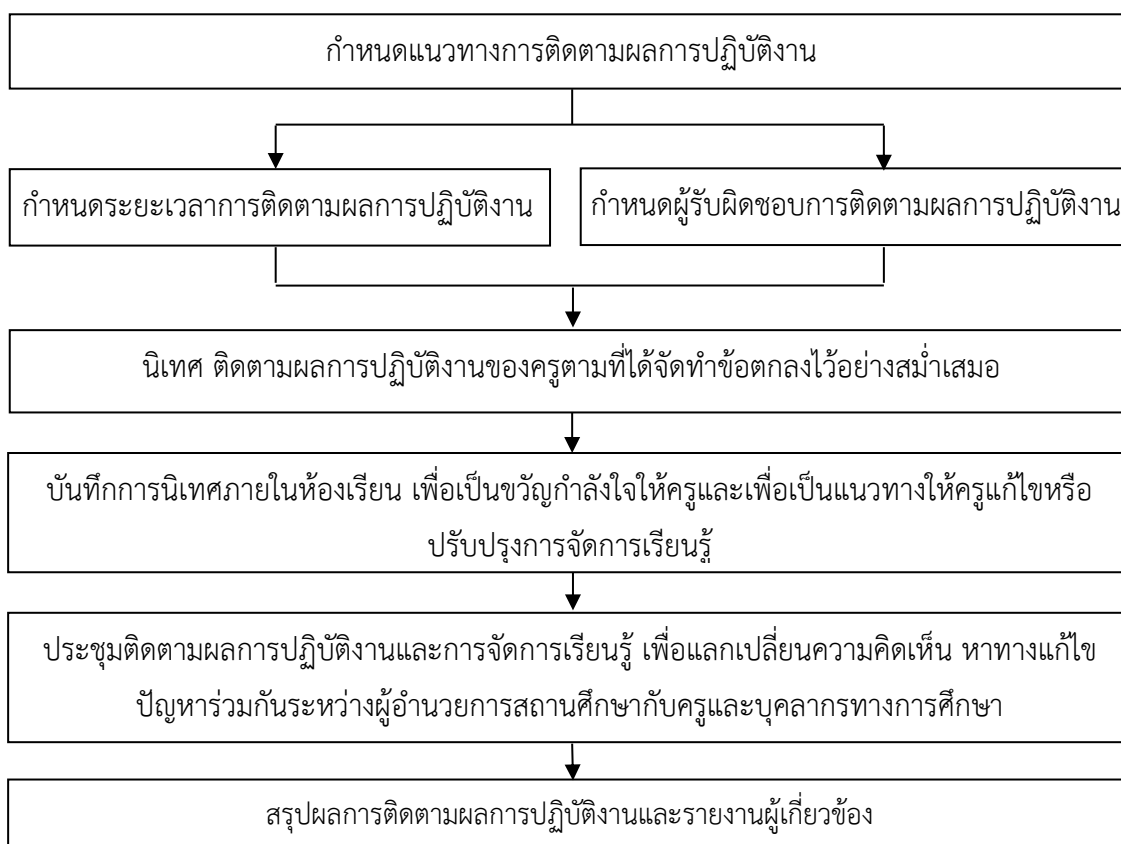 กำหนดแนวทางการติดตามผลการปฏิบัติงาน
กำหนดระยะเวลาการติดตามผลการปฏิบัติงาน
กำหนดผู้รับผิดชอบการติดตามผลการปฏิบัติงาน
นิเทศ ติดตามผลการปฏิบัติงานของครูตามที่ได้จัดทำข้อตกลงไว้อย่างสม่ำเสมอ
บันทึกการนิเทศภายในห้องเรียน เพื่อเป็นขวัญกำลังใจให้ครูและเพื่อเป็นแนวทางให้ครูแก้ไขหรือ
ปรับปรุงการจัดการเรียนรู้
ประชุมติดตามผลการปฏิบัติงานและการจัดการเรียนรู้ เพื่อแลกเปลี่ยนความคิดเห็น หาทางแก้ไข
ปัญหาร่วมกันระหว่างผู้อำนวยการสถานศึกษากับครูและบุคลากรทางการศึกษา
สรุปผลการติดตามผลการปฏิบัติงานและรายงานผู้เกี่ยวข้อง